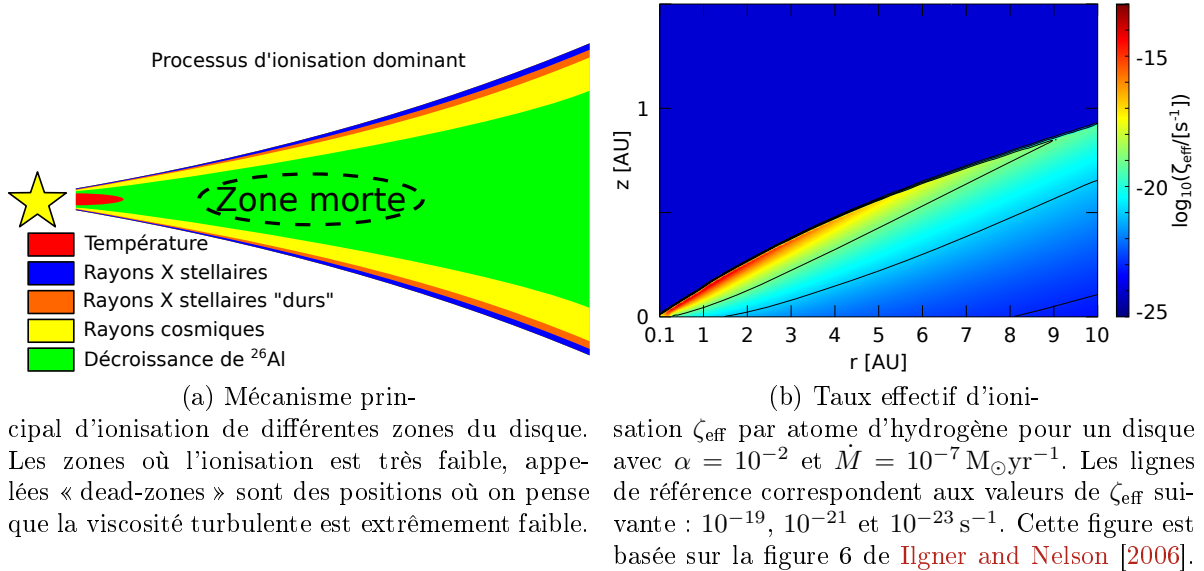 Processus d'ionisation dominant
Zone morte
Température
Rayons X stellaires
Rayons X stellaires "durs"
Rayons cosmiques
Décroissance de ²⁶Al
(a) Mécanisme prin-
cipal d'ionisation de différentes zones du disque.
Les zones où l'ionisation est très faible, appe-
lées « dead-zones » sont des positions où on pense
que la viscosité turbulente est extrêmement faible.
z [AU]
1
0
0.1 1 2 3 4 5 6 7 8 9 10
r [AU]
-15
-20
-25
log₁₀(ζeff/[s⁻¹])
(b) Taux effectif d'ioni-
sation ζeff par atome d'hydrogène pour un disque
avec α = 10⁻² et Ṁ = 10⁻⁷ M⊙yr⁻¹. Les lignes
de référence correspondent aux valeurs de ζeff sui-
vante : 10⁻¹⁹, 10⁻²¹ et 10⁻²³ s⁻¹. Cette figure est
basée sur la figure 6 de Ilgner and Nelson [2006].